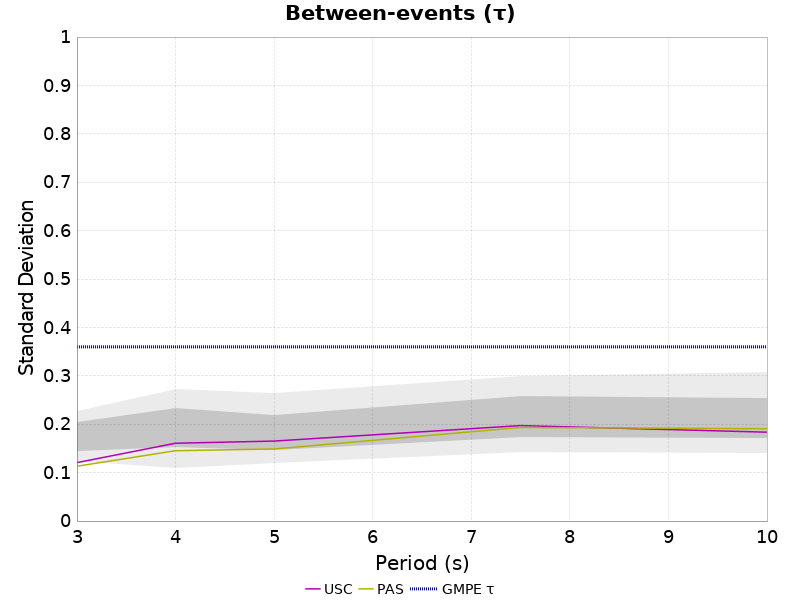 Between-events (τ)
1
0.9
0.8
0.7
0.6
0.5
0.4
0.3
0.2
0.1
0
Standard Deviation
3 4 5 6 7 8 9 10
Period (s)
USC PAS GMPE τ